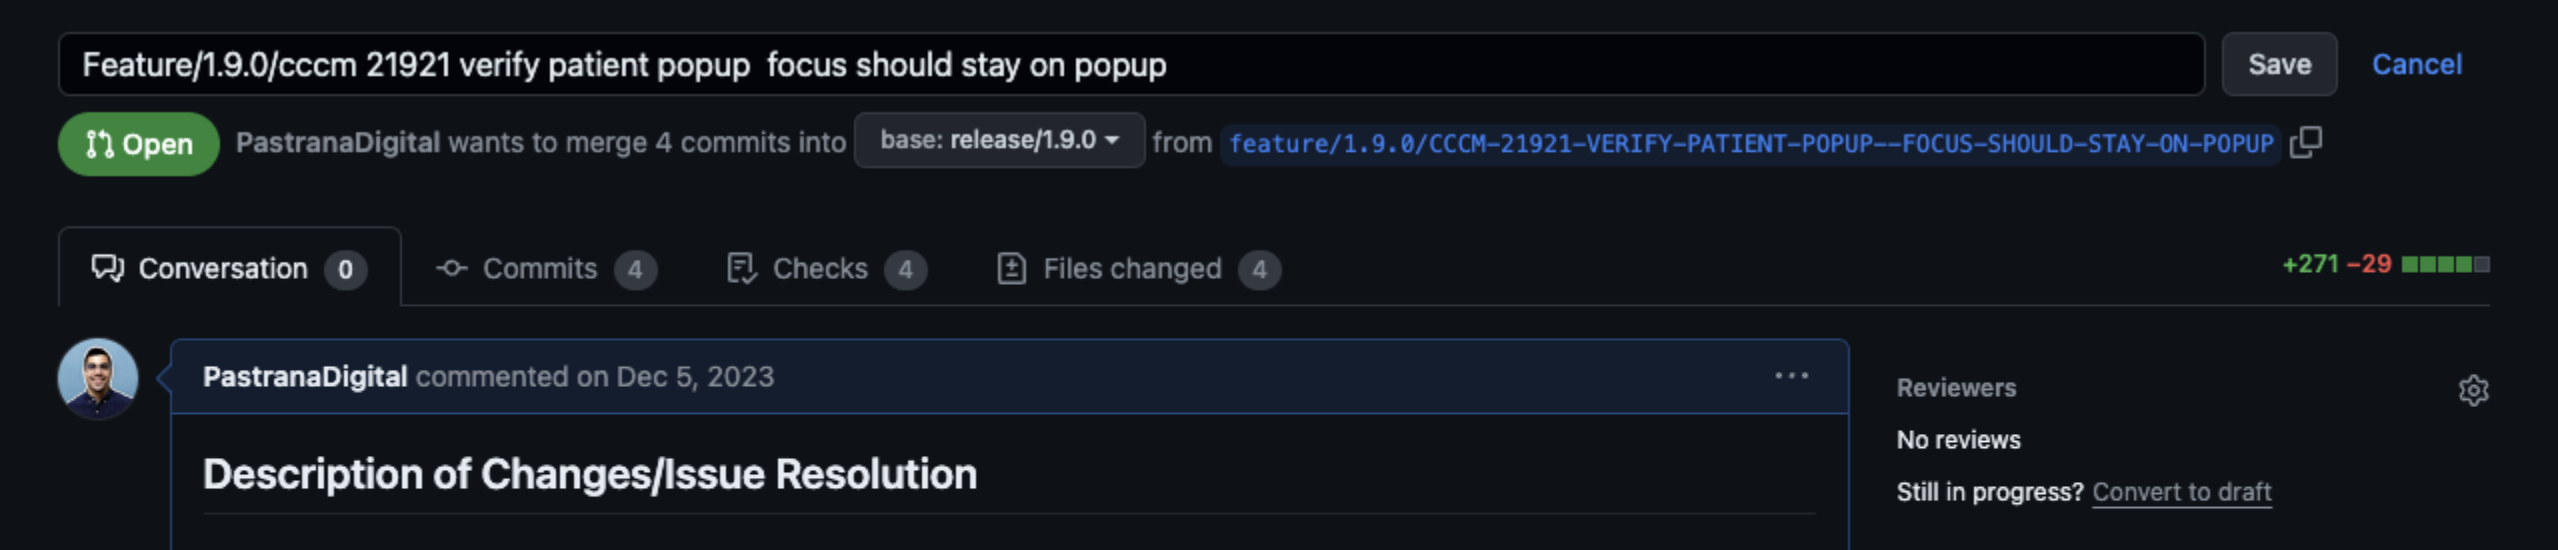 Feature/1.9.0/cccm 21921 verify patient popup  focus should stay on popup Save Cancel
Open PastranaDigital wants to merge 4 commits into base: release/1.9.0 from feature/1.9.0/CCCM-21921-VERIFY-PATIENT-POPUP--FOCUS-SHOULD-STAY-ON-POPUP
Conversation 0 Commits 4 Checks 4 Files changed 4 +271 −29
PastranaDigital commented on Dec 5, 2023 ...
Description of Changes/Issue Resolution
Reviewers
No reviews
Still in progress? Convert to draft